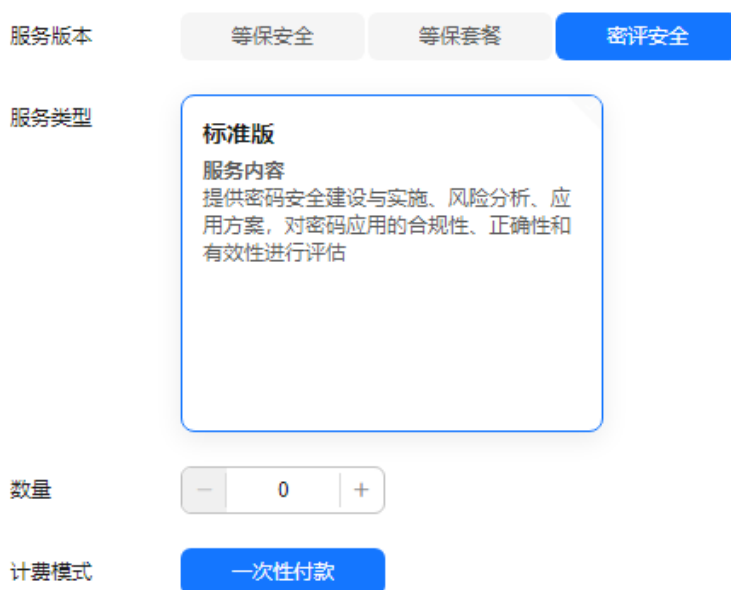 服务版本 等保安全 等保套餐 密评安全
服务类型
标准版
服务内容
提供密码安全建设与实施、风险分析、应
用方案，对密码应用的合规性、正确性和
有效性进行评估
数量 － 0 +
计费模式 一次性付款